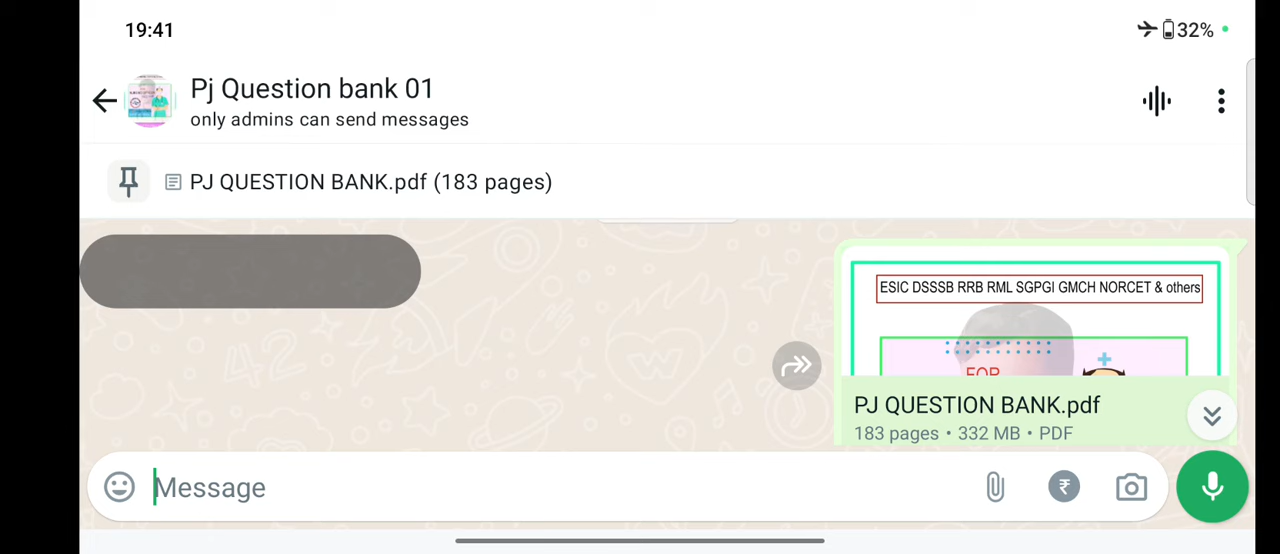 19:41
32%
Pj Question bank 01
only admins can send messages
PJ QUESTION BANK.pdf (183 pages)
ESIC DSSSB RRB RML SGPGI GMCH NORCET & others
FOR
PJ QUESTION BANK.pdf
183 pages • 332 MB • PDF
Message
₹